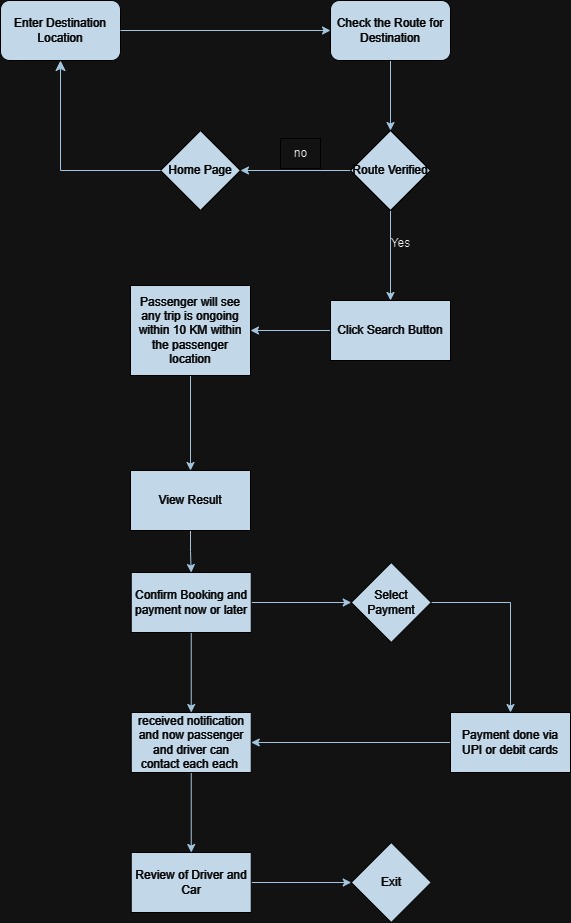 Enter Destination
Location
Check the Route for
Destination
Home Page
no
Route Verified
Yes
Passenger will see
any trip is ongoing
within 10 KM within
the passenger
location
Click Search Button
View Result
Confirm Booking and
payment now or later
Select
Payment
received notification
and now passenger
and driver can
contact each each
Payment done via
UPI or debit cards
Review of Driver and
Car
Exit